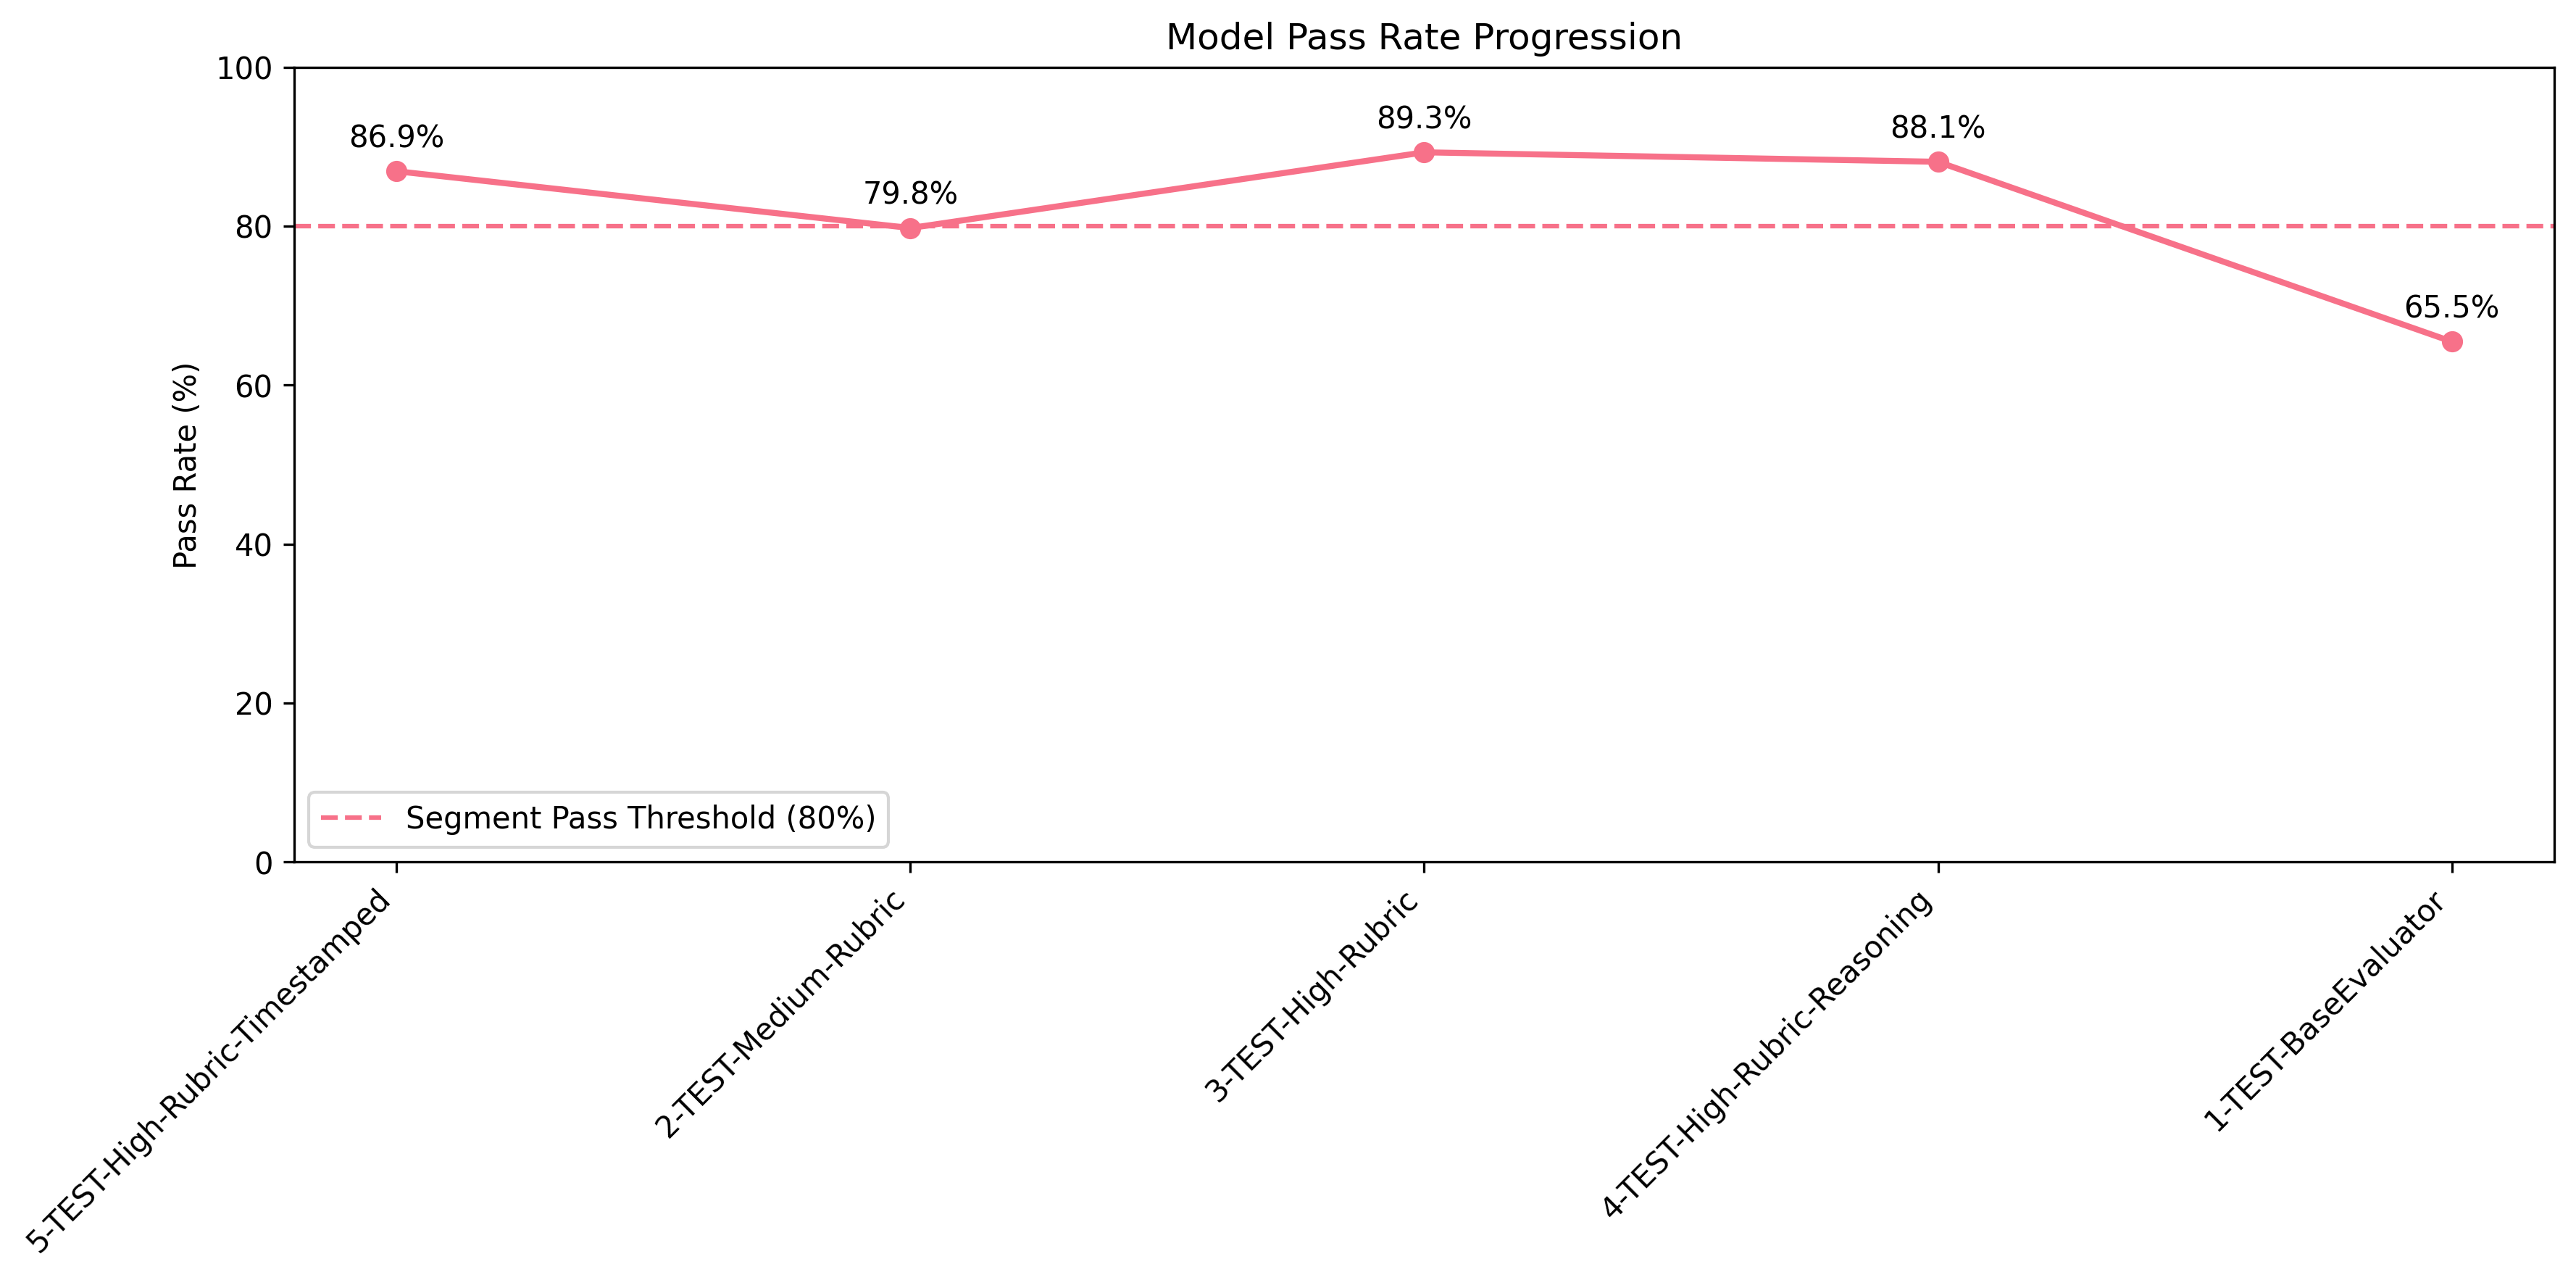 Model Pass Rate Progression
100
80
60
40
20
0
Pass Rate (%)
86.9%
79.8%
89.3%
88.1%
65.5%
Segment Pass Threshold (80%)
5-TEST-High-Rubric-Timestamped
2-TEST-Medium-Rubric
3-TEST-High-Rubric
4-TEST-High-Rubric-Reasoning
1-TEST-BaseEvaluator